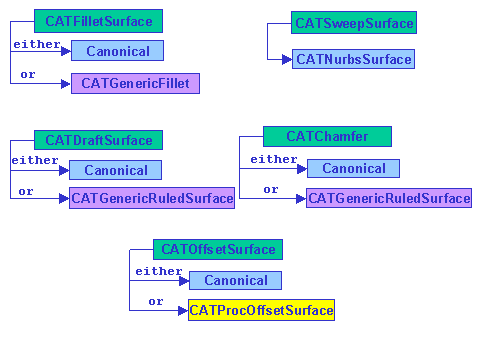 CATFilletSurface
either
Canonical
or
CATGenericFillet
CATSweepSurface
CATNurbsSurface
CATDraftSurface
either
Canonical
or
CATGenericRuledSurface
CATChamfer
either
Canonical
or
CATGenericRuledSurface
CATOffsetSurface
either
Canonical
or
CATProcOffsetSurface